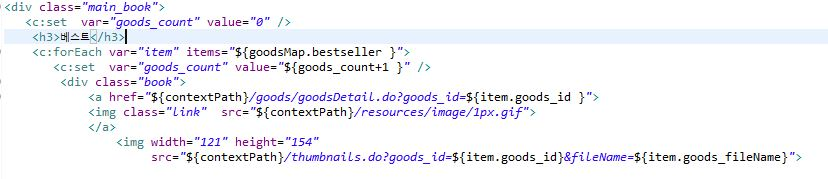 <div class="main_book">
<c:set  var="goods_count" value="0" />
<h3>베스트</h3>
<c:forEach var="item" items="${goodsMap.bestseller }">
<c:set  var="goods_count" value="${goods_count+1 }" />
<div class="book">
<a href="${contextPath}/goods/goodsDetail.do?goods_id=${item.goods_id }">
<img class="link"  src="${contextPath}/resources/image/1px.gif">
</a>
<img width="121" height="154"
src="${contextPath}/thumbnails.do?goods_id=${item.goods_id}&fileName=${item.goods_fileName}">